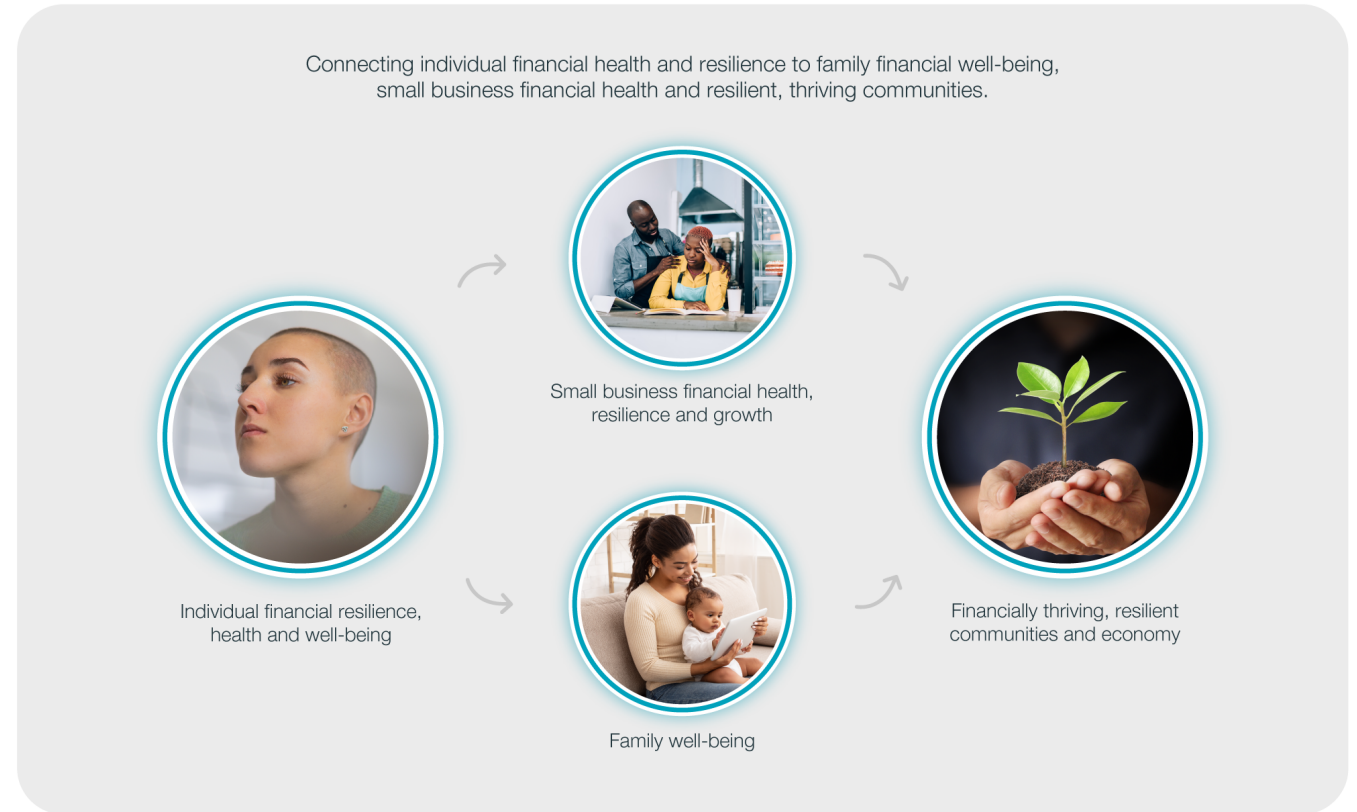 Connecting individual financial health and resilience to family financial well-being,
small business financial health and resilient, thriving communities.
Small business financial health,
resilience and growth
Individual financial resilience,
health and well-being
Financially thriving, resilient
communities and economy
Family well-being